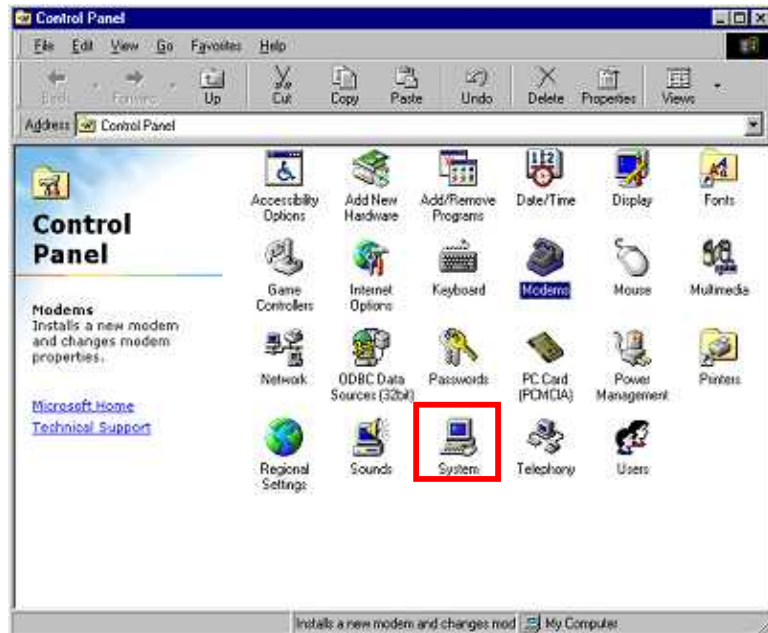 Control Panel
File Edit View Go Favorites Help
Back Forward Up Cut Copy Paste Undo Delete Properties Views
Address Control Panel
Control
Panel
Modems
Installs a new modem
and changes modem
properties.
Microsoft Home
Technical Support
Accessibility
Options
Add New
Hardware
Add/Remove
Programs
Date/Time
Display
Fonts
Game
Controllers
Internet
Options
Keyboard
Modems
Mouse
Multimedia
Network
ODBC Data
Sources (32bit)
Passwords
PC Card
(PCMCIA)
Power
Management
Printers
Regional
Settings
Sounds
System
Telephony
Users
Installs a new modem and changes mod
My Computer